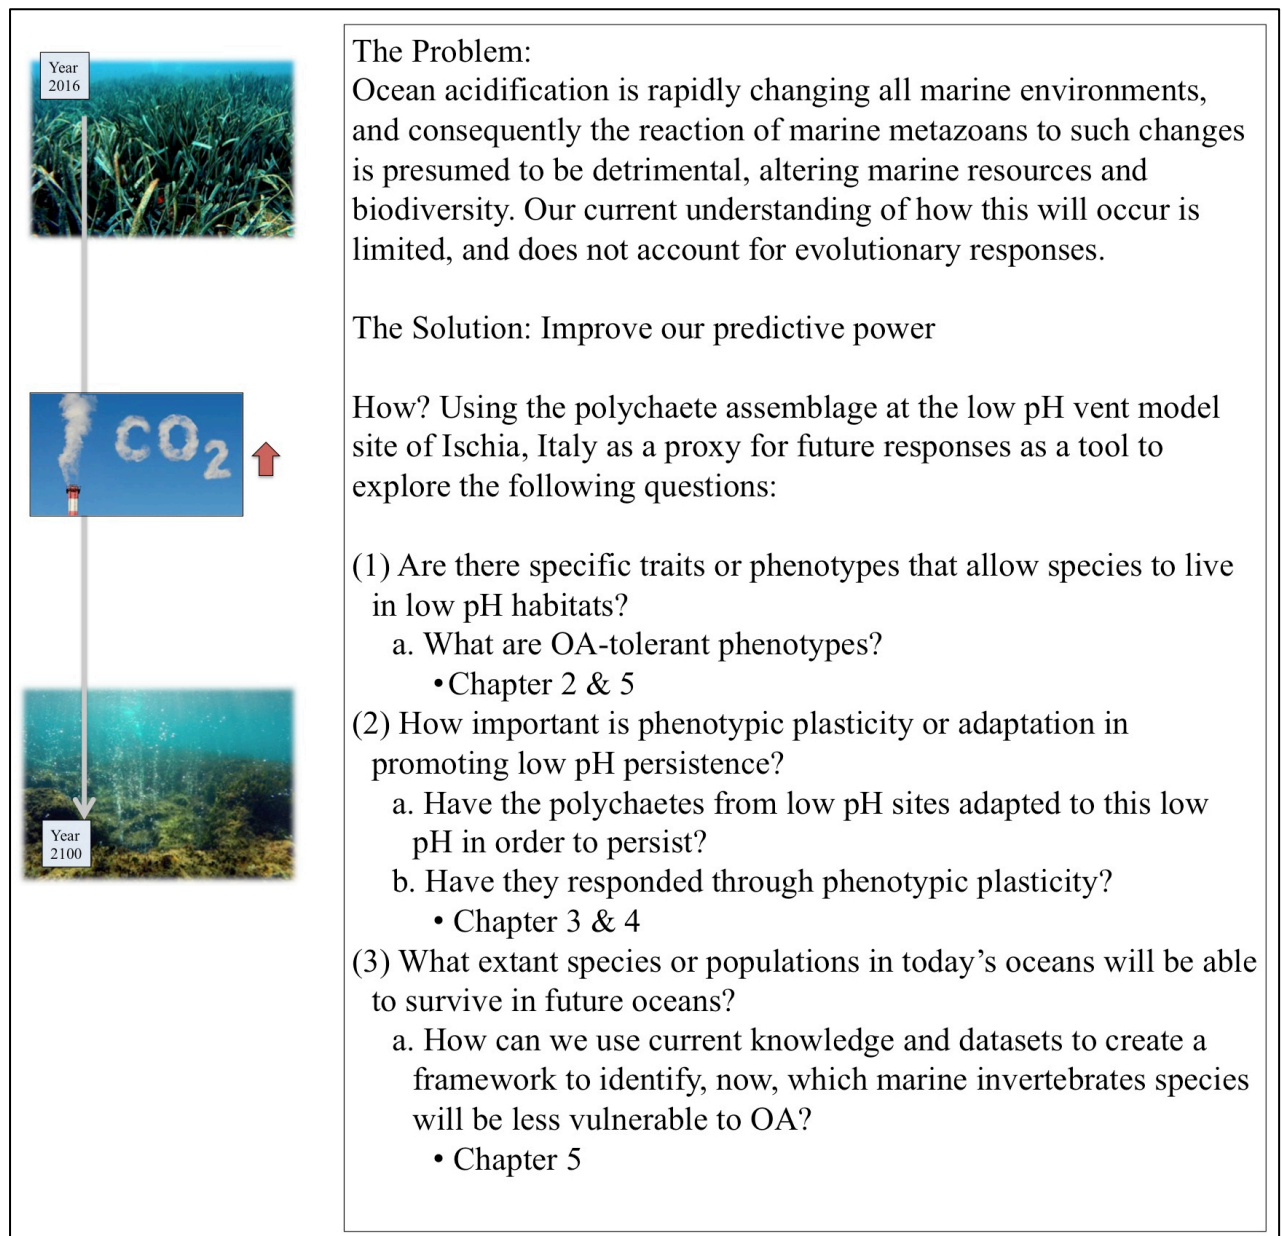 Year
2016
CO2
Year
2100
The Problem:
Ocean acidification is rapidly changing all marine environments,
and consequently the reaction of marine metazoans to such changes
is presumed to be detrimental, altering marine resources and
biodiversity. Our current understanding of how this will occur is
limited, and does not account for evolutionary responses.
The Solution: Improve our predictive power
How? Using the polychaete assemblage at the low pH vent model
site of Ischia, Italy as a proxy for future responses as a tool to
explore the following questions:
(1) Are there specific traits or phenotypes that allow species to live
in low pH habitats?
a. What are OA-tolerant phenotypes?
• Chapter 2 & 5
(2) How important is phenotypic plasticity or adaptation in
promoting low pH persistence?
a. Have the polychaetes from low pH sites adapted to this low
pH in order to persist?
b. Have they responded through phenotypic plasticity?
• Chapter 3 & 4
(3) What extant species or populations in today’s oceans will be able
to survive in future oceans?
a. How can we use current knowledge and datasets to create a
framework to identify, now, which marine invertebrates species
will be less vulnerable to OA?
• Chapter 5